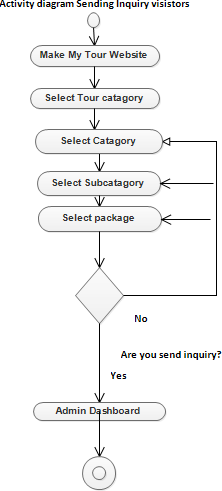 Activity diagram Sending Inquiry visistors
Make My Tour Website
Select Tour catagory
Select Catagory
Select Subcatagory
Select package
No
Are you send inquiry?
Yes
Admin Dashboard